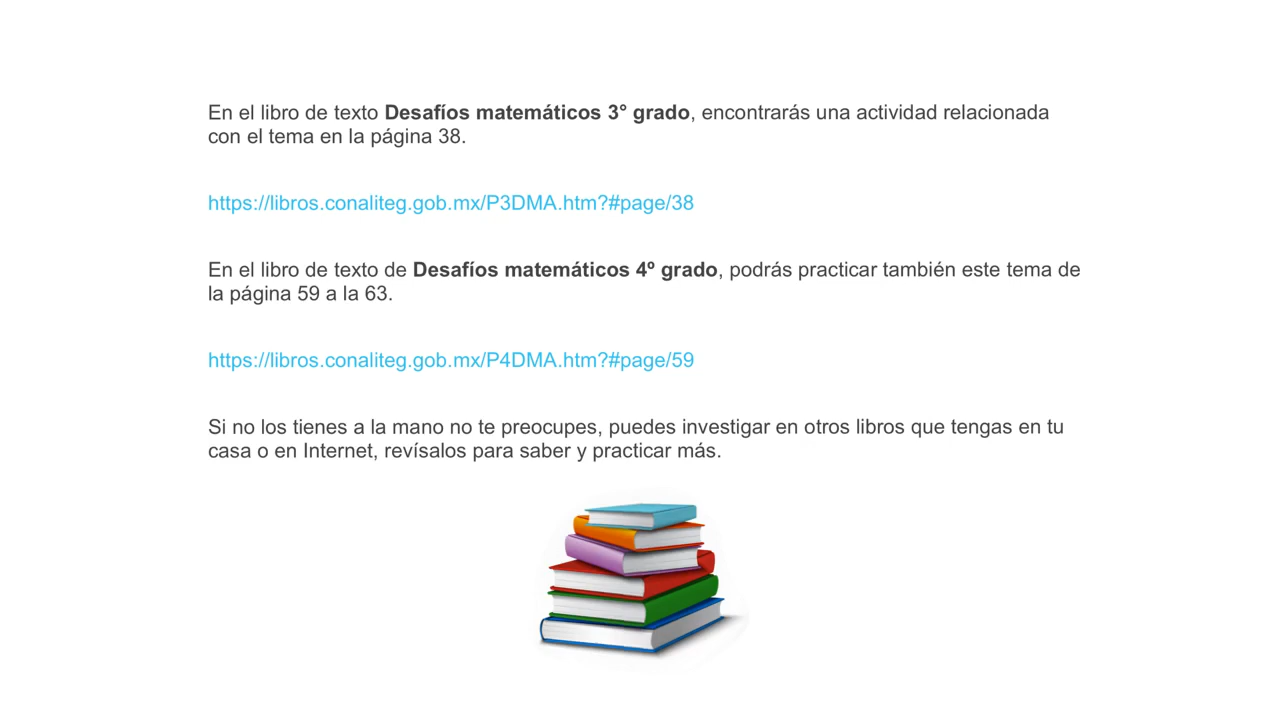 En el libro de texto Desafíos matemáticos 3° grado, encontrarás una actividad relacionada
con el tema en la página 38.
https://libros.conaliteg.gob.mx/P3DMA.htm?#page/38
En el libro de texto de Desafíos matemáticos 4º grado, podrás practicar también este tema de
la página 59 a la 63.
https://libros.conaliteg.gob.mx/P4DMA.htm?#page/59
Si no los tienes a la mano no te preocupes, puedes investigar en otros libros que tengas en tu
casa o en Internet, revísalos para saber y practicar más.